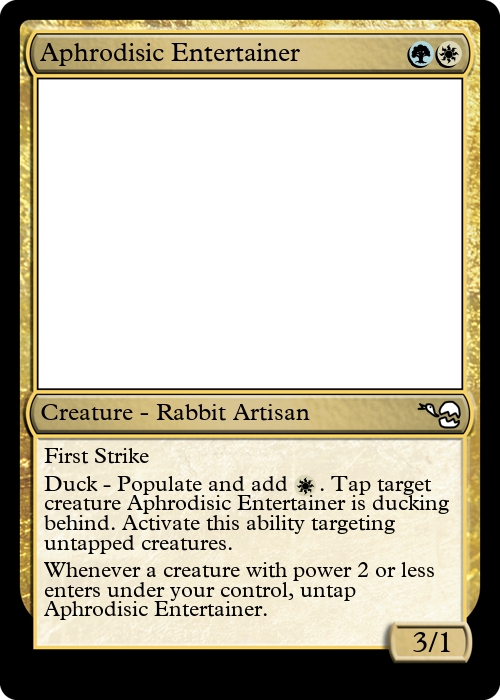 Aphrodisic Entertainer
Creature - Rabbit Artisan
First Strike
Duck - Populate and add . Tap target
creature Aphrodisic Entertainer is ducking
behind. Activate this ability targeting
untapped creatures.
Whenever a creature with power 2 or less
enters under your control, untap
Aphrodisic Entertainer.
3/1